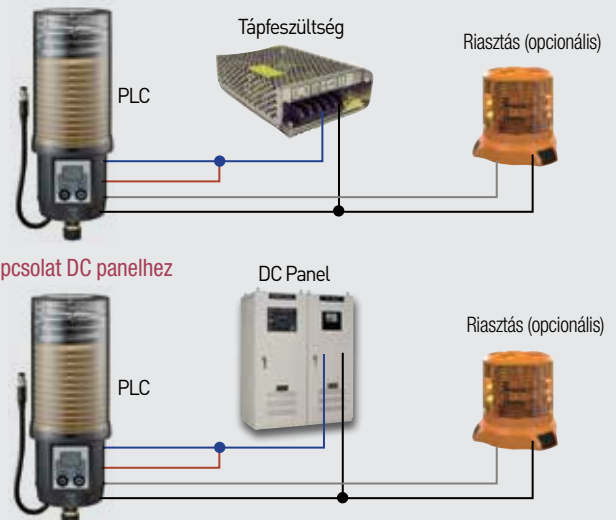 Tápfeszültség
Riasztás (opcionális)
PLC
pcsolat DC panelhez
DC Panel
Riasztás (opcionális)
PLC